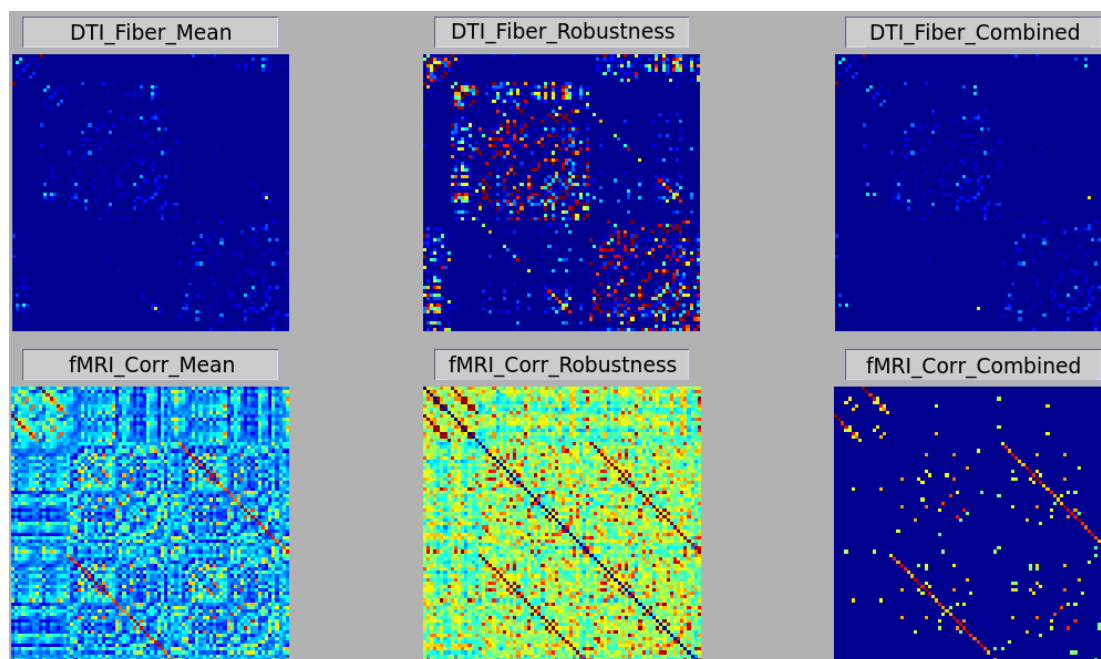 DTI_Fiber_Mean
DTI_Fiber_Robustness
DTI_Fiber_Combined
fMRI_Corr_Mean
fMRI_Corr_Robustness
fMRI_Corr_Combined